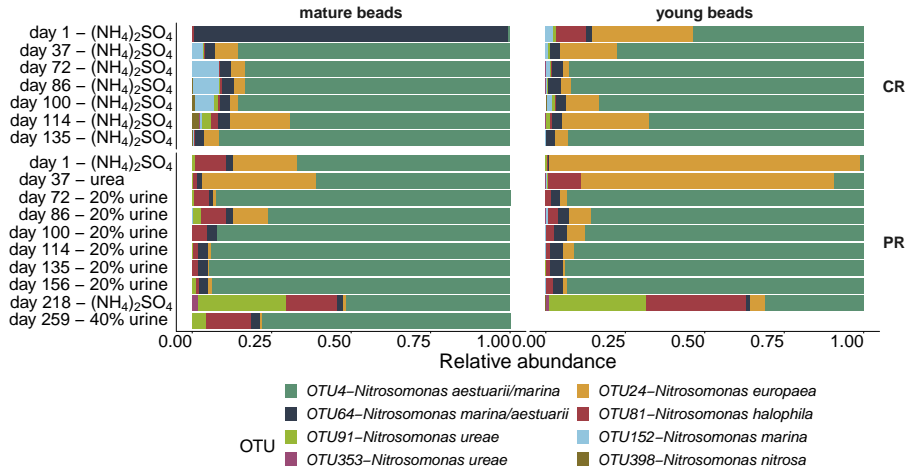 mature beads young beads
day 1 – (NH4)2SO4
day 37 – (NH4)2SO4
day 72 – (NH4)2SO4
day 86 – (NH4)2SO4
day 100 – (NH4)2SO4
day 114 – (NH4)2SO4
day 135 – (NH4)2SO4
CR
day 1 – (NH4)2SO4
day 37 – urea
day 72 – 20% urine
day 86 – 20% urine
day 100 – 20% urine
day 114 – 20% urine
day 135 – 20% urine
day 156 – 20% urine
day 218 – (NH4)2SO4
day 259 – 40% urine
PR
0.00 0.25 0.50 0.75 1.00 0.00 0.25 0.50 0.75 1.00
Relative abundance
OTU
OTU4–Nitrosomonas aestuarii/marina OTU24–Nitrosomonas europaea
OTU64–Nitrosomonas marina/aestuarii OTU81–Nitrosomonas halophila
OTU91–Nitrosomonas ureae OTU152–Nitrosomonas marina
OTU353–Nitrosomonas ureae OTU398–Nitrosomonas nitrosa